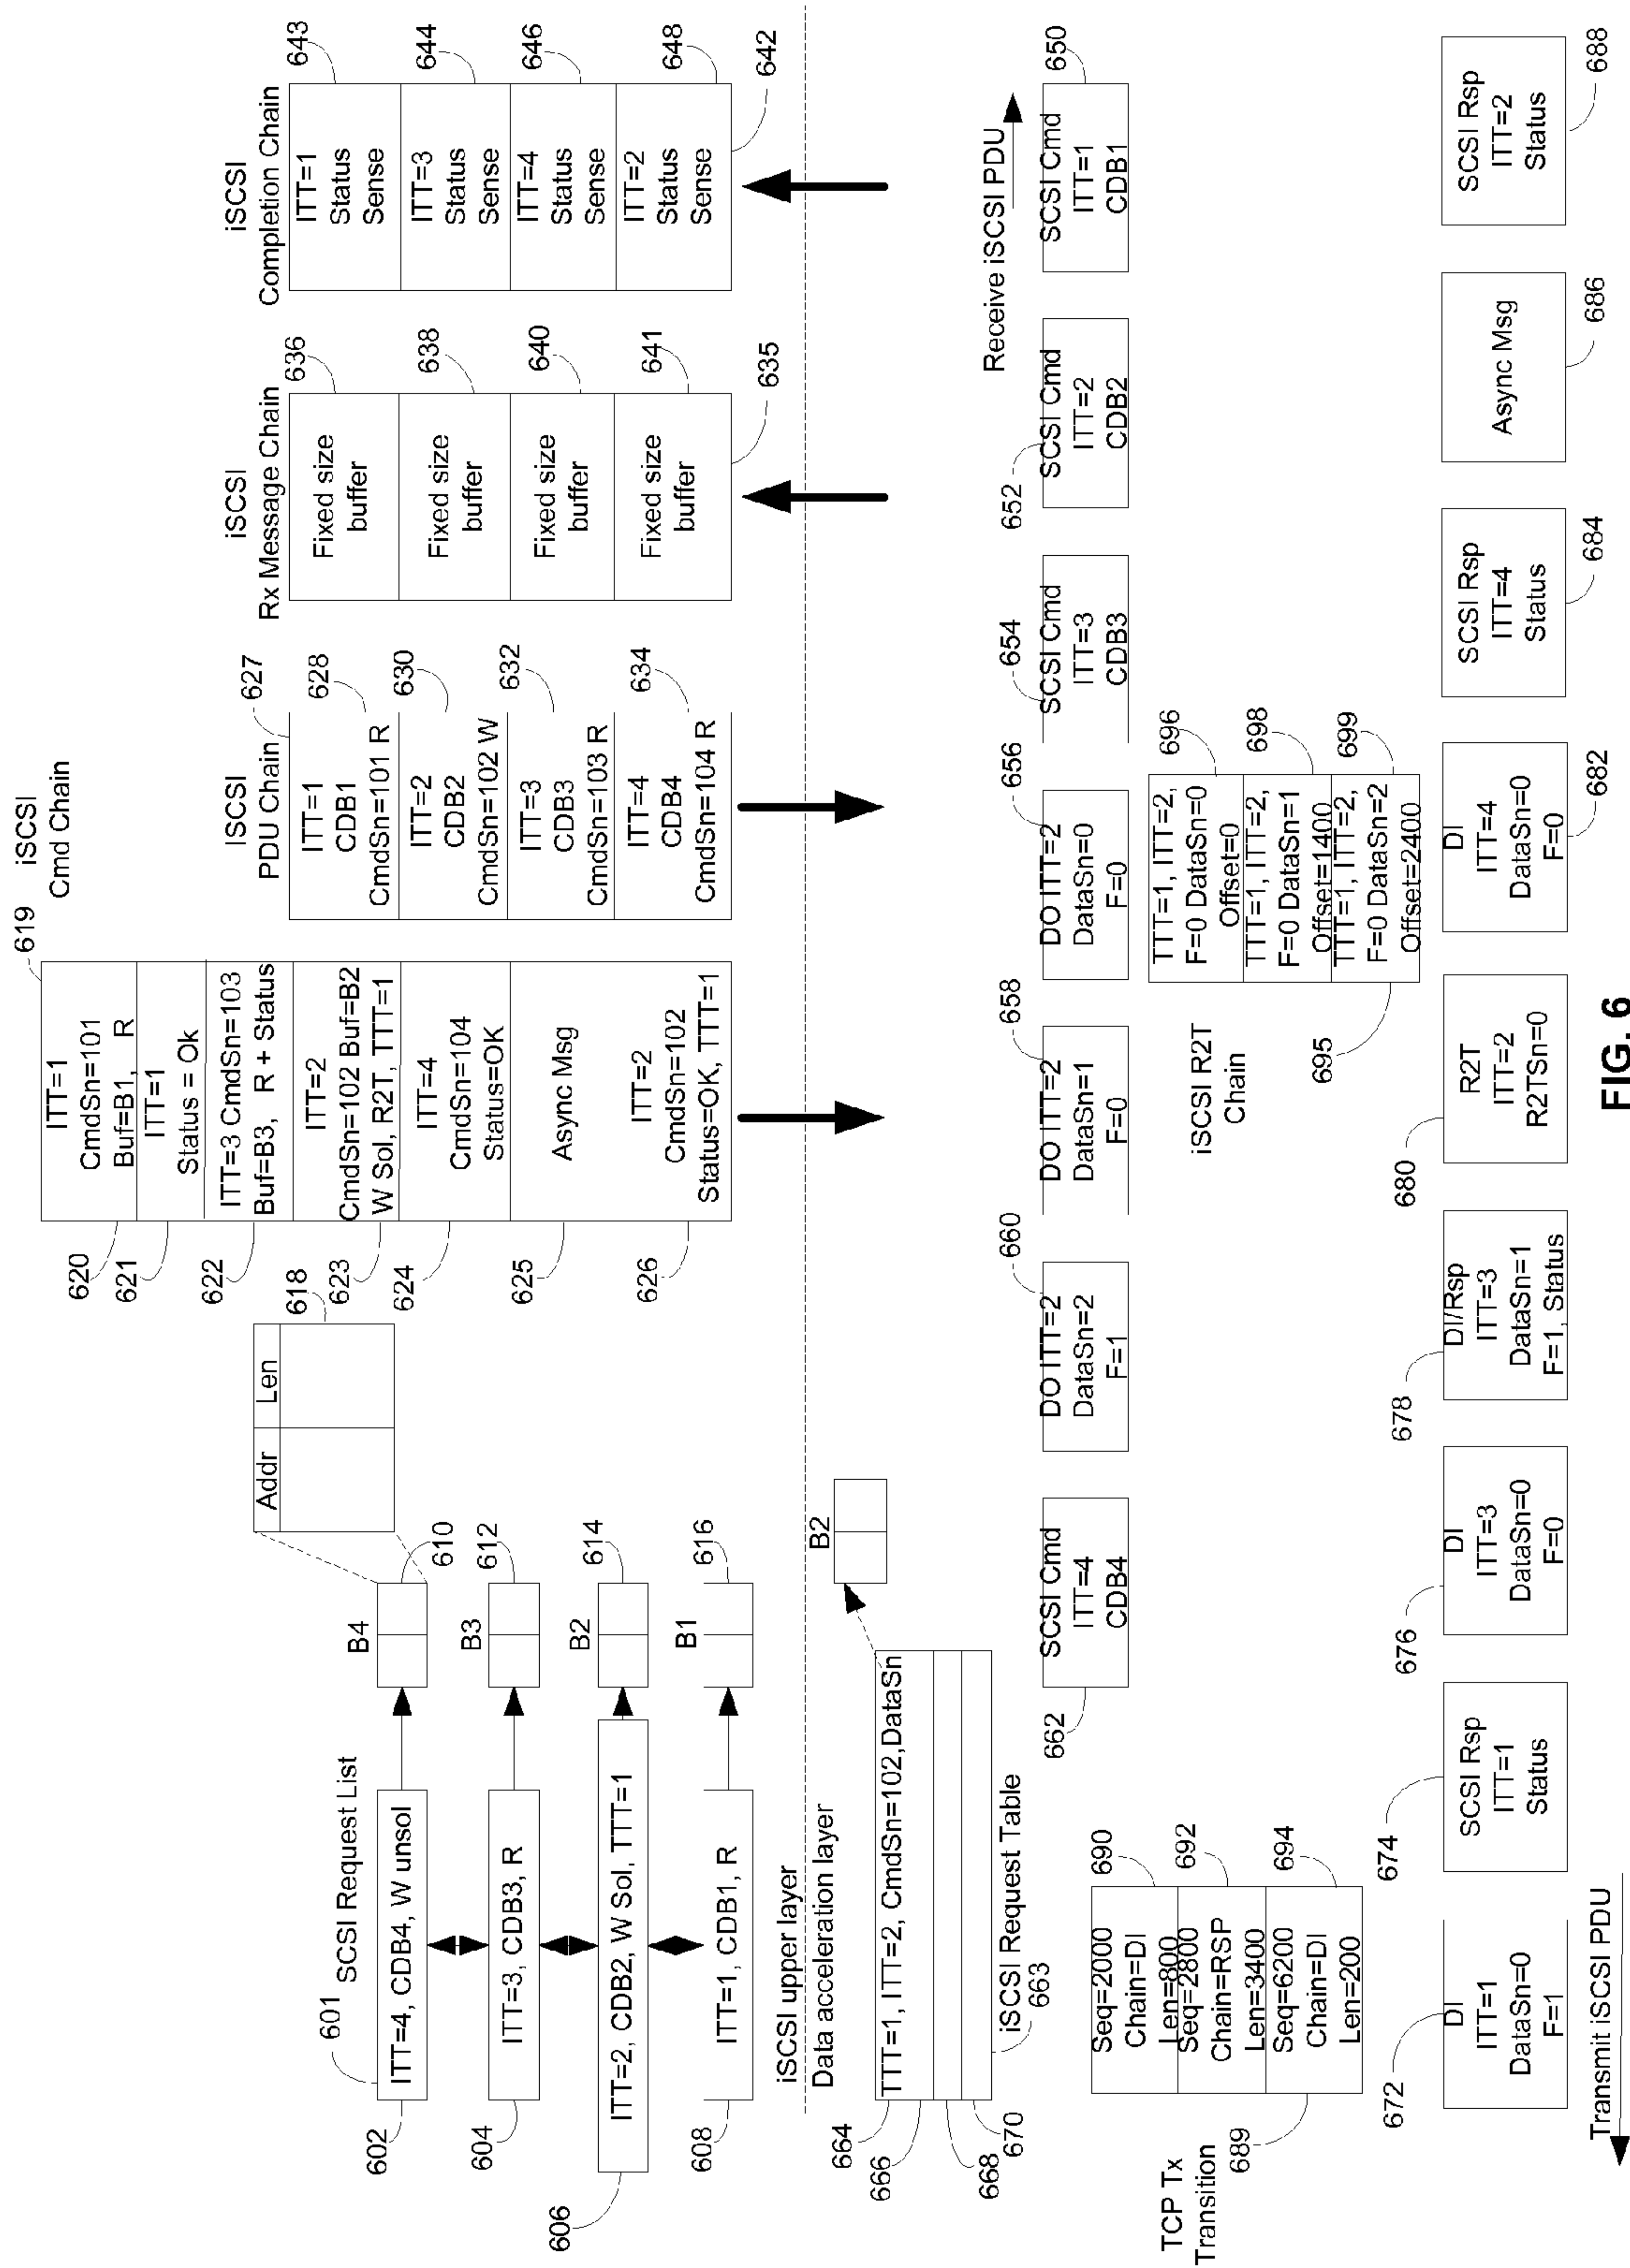 601
SCSI Request List
602
ITT=4, CDB4, W unsol
604
ITT=3, CDB3, R
606
ITT=2, CDB2, W Sol, TTT=1
608
ITT=1, CDB1, R
B4
610
B3
612
B2
614
B1
616
Addr
Len
618
iSCSI
Cmd Chain
619
ITT=1
CmdSn=101
Buf=B1, R
620
ITT=1
Status = Ok
621
ITT=3 CmdSn=103
Buf=B3, R + Status
622
ITT=2
CmdSn=102 Buf=B2
W Sol, R2T, TTT=1
623
ITT=4
CmdSn=104
Status=OK
624
Async Msg
625
ITT=2
CmdSn=102
Status=OK, TTT=1
626
ISCSI
PDU Chain
627
ITT=1
CDB1
CmdSn=101 R
628
ITT=2
CDB2
CmdSn=102 W
630
ITT=3
CDB3
CmdSn=103 R
632
ITT=4
CDB4
CmdSn=104 R
634
iSCSI
Rx Message Chain
Fixed size
buffer
636
Fixed size
buffer
638
Fixed size
buffer
640
Fixed size
buffer
641
635
iSCSI
Completion Chain
ITT=1
Status
Sense
643
ITT=3
Status
Sense
644
ITT=4
Status
Sense
646
ITT=2
Status
Sense
648
642
iSCSI upper layer
Data acceleration layer
B2
TTT=1, ITT=2, CmdSn=102,DataSn
664
666
668
670
iSCSI Request Table
663
Receive iSCSI PDU
662
SCSI Cmd
ITT=4
CDB4
660
DO ITT=2
DataSn=2
F=1
658
DO ITT=2
DataSn=1
F=0
656
DO ITT=2
DataSn=0
F=0
654
SCSI Cmd
ITT=3
CDB3
652
SCSI Cmd
ITT=2
CDB2
650
SCSI Cmd
ITT=1
CDB1
TCP Tx
Transition
689
Seq=2000
Chain=DI
Len=800
690
Seq=2800
Chain=RSP
Len=3400
692
Seq=6200
Chain=DI
Len=200
694
iSCSI R2T
Chain
695
TTT=1, ITT=2,
F=0 DataSn=0
Offset=0
696
TTT=1, ITT=2,
F=0 DataSn=1
Offset=1400
698
TTT=1, ITT=2,
F=0 DataSn=2
Offset=2400
699
672
DI
ITT=1
DataSn=0
F=1
674
SCSI Rsp
ITT=1
Status
676
DI
ITT=3
DataSn=0
F=0
678
DI/Rsp
ITT=3
DataSn=1
F=1, Status
680
R2T
ITT=2
R2TSn=0
DI
ITT=4
DataSn=0
F=0
682
SCSI Rsp
ITT=4
Status
684
Async Msg
686
SCSI Rsp
ITT=2
Status
688
Transmit iSCSI PDU
FIG. 6